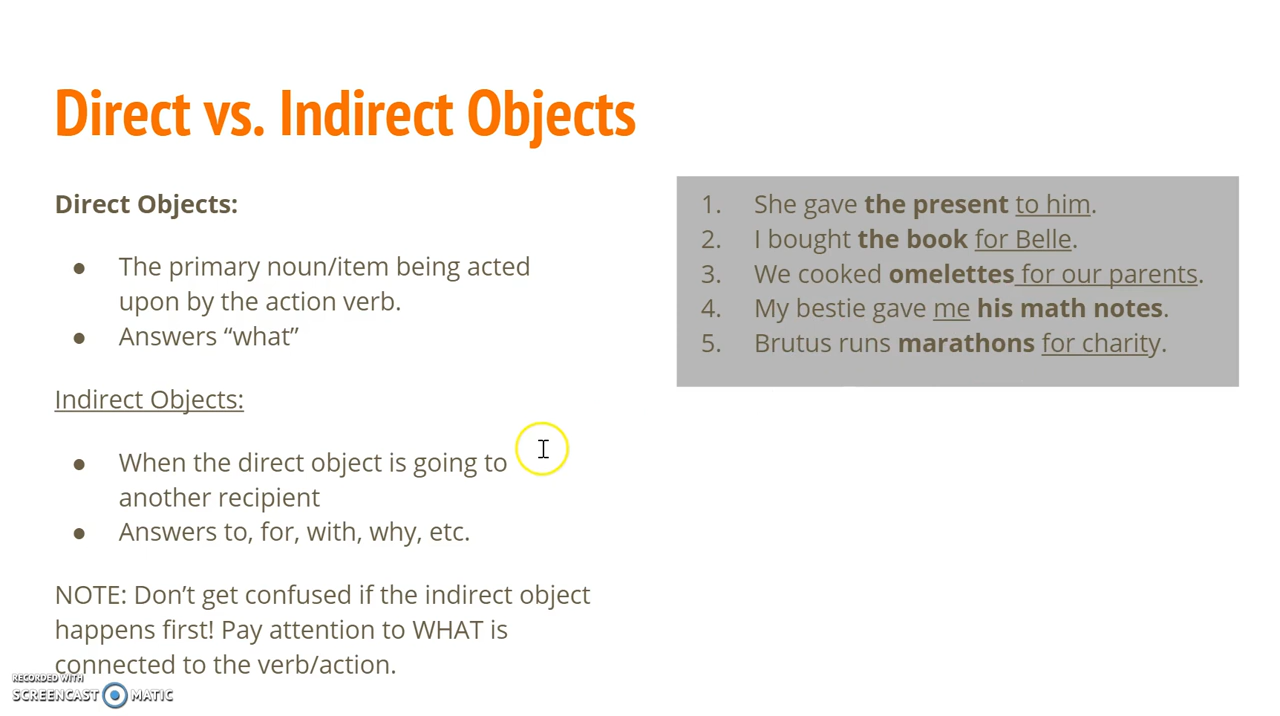 Direct vs. Indirect Objects
Direct Objects:
● The primary noun/item being acted
upon by the action verb.
● Answers “what”
Indirect Objects:
● When the direct object is going to
another recipient
● Answers to, for, with, why, etc.
NOTE: Don’t get confused if the indirect object
happens first! Pay attention to WHAT is
connected to the verb/action.
1. She gave the present to him.
2. I bought the book for Belle.
3. We cooked omelettes for our parents.
4. My bestie gave me his math notes.
5. Brutus runs marathons for charity.
RECORDED WITH
SCREENCAST MATIC